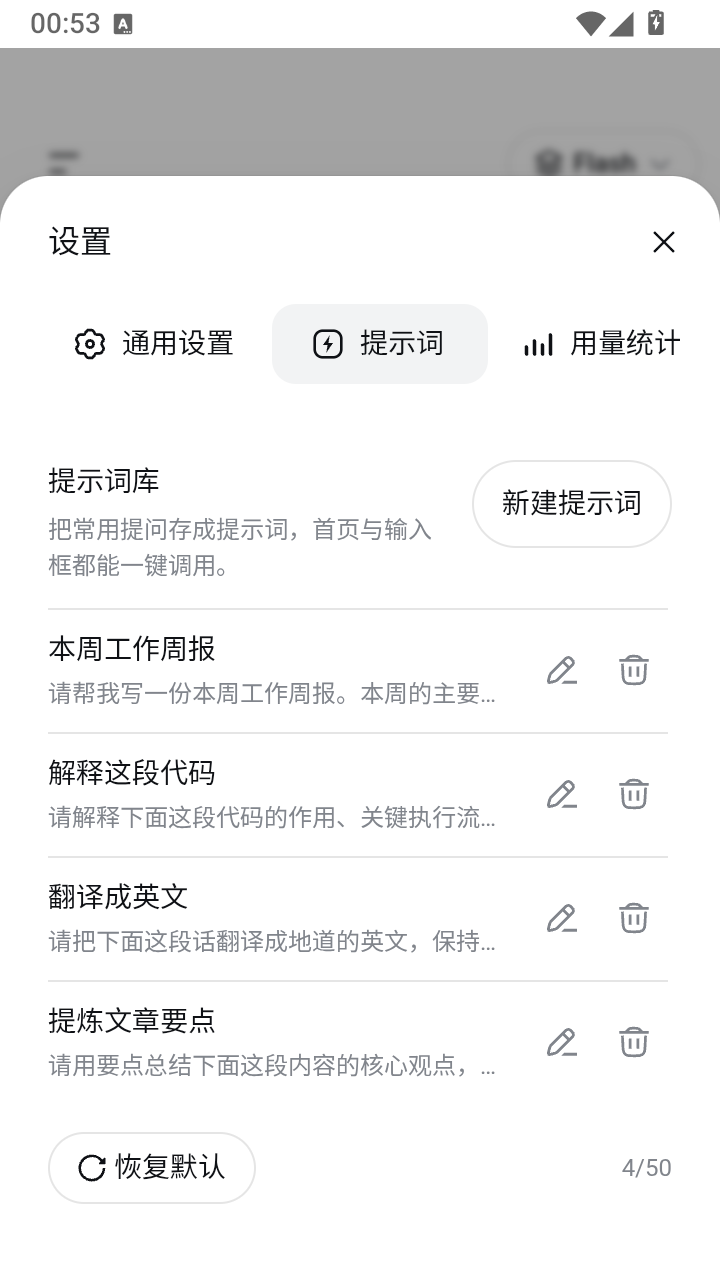 00:53
Flash
设置
通用设置
提示词
用量统计
提示词库
新建提示词
把常用提问存成提示词，首页与输入
框都能一键调用。
本周工作周报
请帮我写一份本周工作周报。本周的主要...
解释这段代码
请解释下面这段代码的作用、关键执行流...
翻译成英文
请把下面这段话翻译成地道的英文，保持...
提炼文章要点
请用要点总结下面这段内容的核心观点，...
恢复默认
4/50